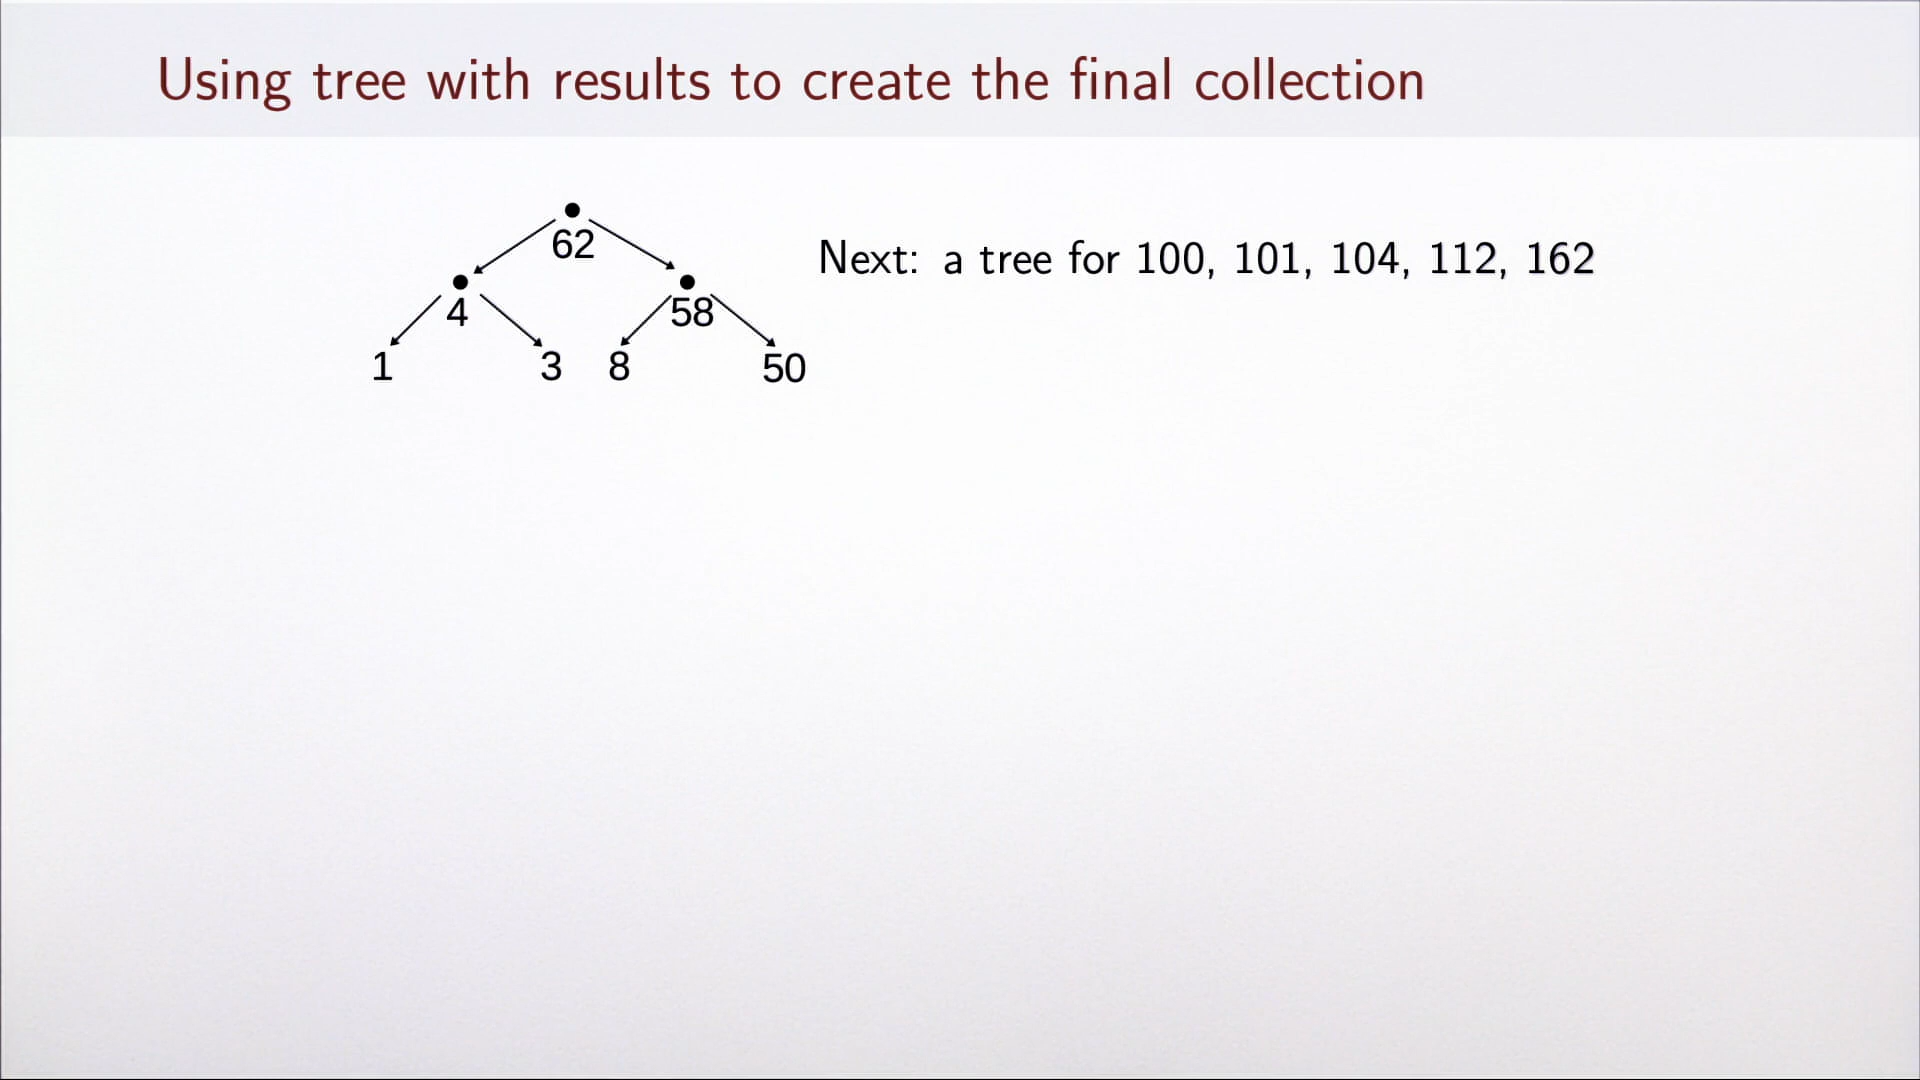 Using tree with results to create the final collection
62
Next: a tree for 100, 101, 104, 112, 162
4
58
1 3 8 50